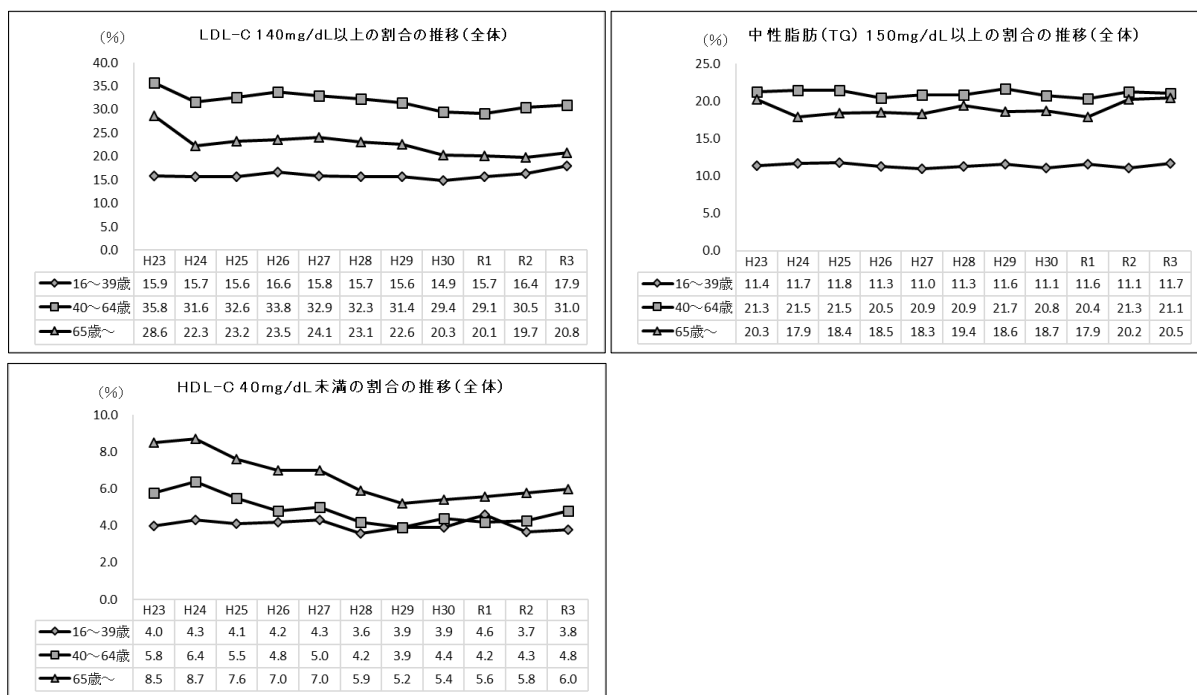 LDL-C 140mg/dL以上の割合の推移(全体)
(%)
40.0
35.0
30.0
25.0
20.0
15.0
10.0
5.0
0.0
H23 H24 H25 H26 H27 H28 H29 H30 R1 R2 R3
16～39歳 15.9 15.7 15.6 16.6 15.8 15.7 15.6 14.9 15.7 16.4 17.9
40～64歳 35.8 31.6 32.6 33.8 32.9 32.3 31.4 29.4 29.1 30.5 31.0
65歳～ 28.6 22.3 23.2 23.5 24.1 23.1 22.6 20.3 20.1 19.7 20.8
中性脂肪(TG) 150mg/dL以上の割合の推移(全体)
(%)
25.0
20.0
15.0
10.0
5.0
0.0
H23 H24 H25 H26 H27 H28 H29 H30 R1 R2 R3
16～39歳 11.4 11.7 11.8 11.3 11.0 11.3 11.6 11.1 11.6 11.1 11.7
40～64歳 21.3 21.5 21.5 20.5 20.9 20.9 21.7 20.8 20.4 21.3 21.1
65歳～ 20.3 17.9 18.4 18.5 18.3 19.4 18.6 18.7 17.9 20.2 20.5
HDL-C 40mg/dL未満の割合の推移(全体)
(%)
10.0
8.0
6.0
4.0
2.0
0.0
H23 H24 H25 H26 H27 H28 H29 H30 R1 R2 R3
16～39歳 4.0 4.3 4.1 4.2 4.3 3.6 3.9 3.9 4.6 3.7 3.8
40～64歳 5.8 6.4 5.5 4.8 5.0 4.2 3.9 4.4 4.2 4.3 4.8
65歳～ 8.5 8.7 7.6 7.0 7.0 5.9 5.2 5.4 5.6 5.8 6.0